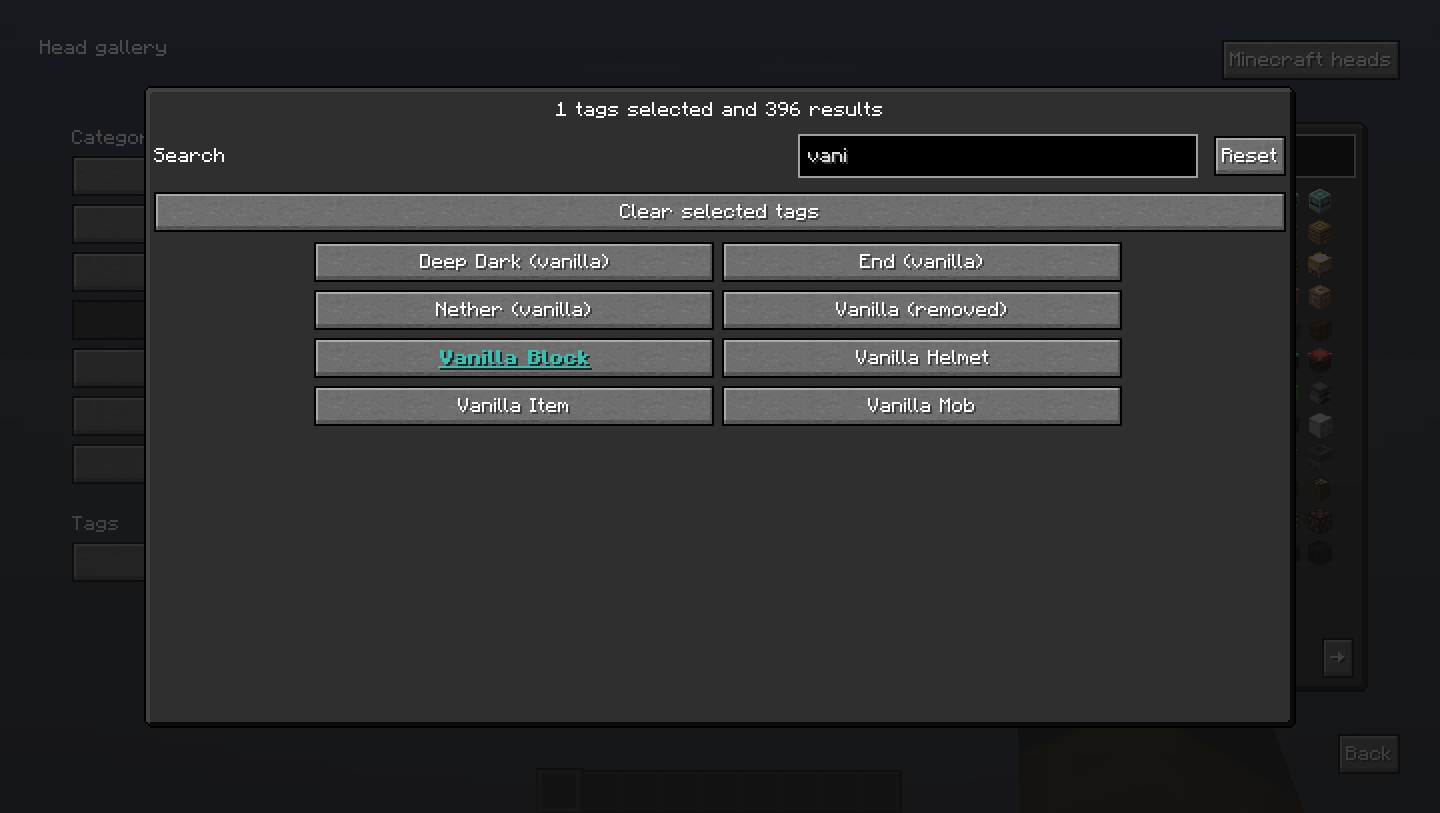 Head gallery
Minecraft heads
1 tags selected and 396 results
Categor
Search
vani
Reset
Clear selected tags
Deep Dark (vanilla)
End (vanilla)
Nether (vanilla)
Vanilla (removed)
Vanilla Block
Vanilla Helmet
Vanilla Item
Vanilla Mob
Tags
→
Back